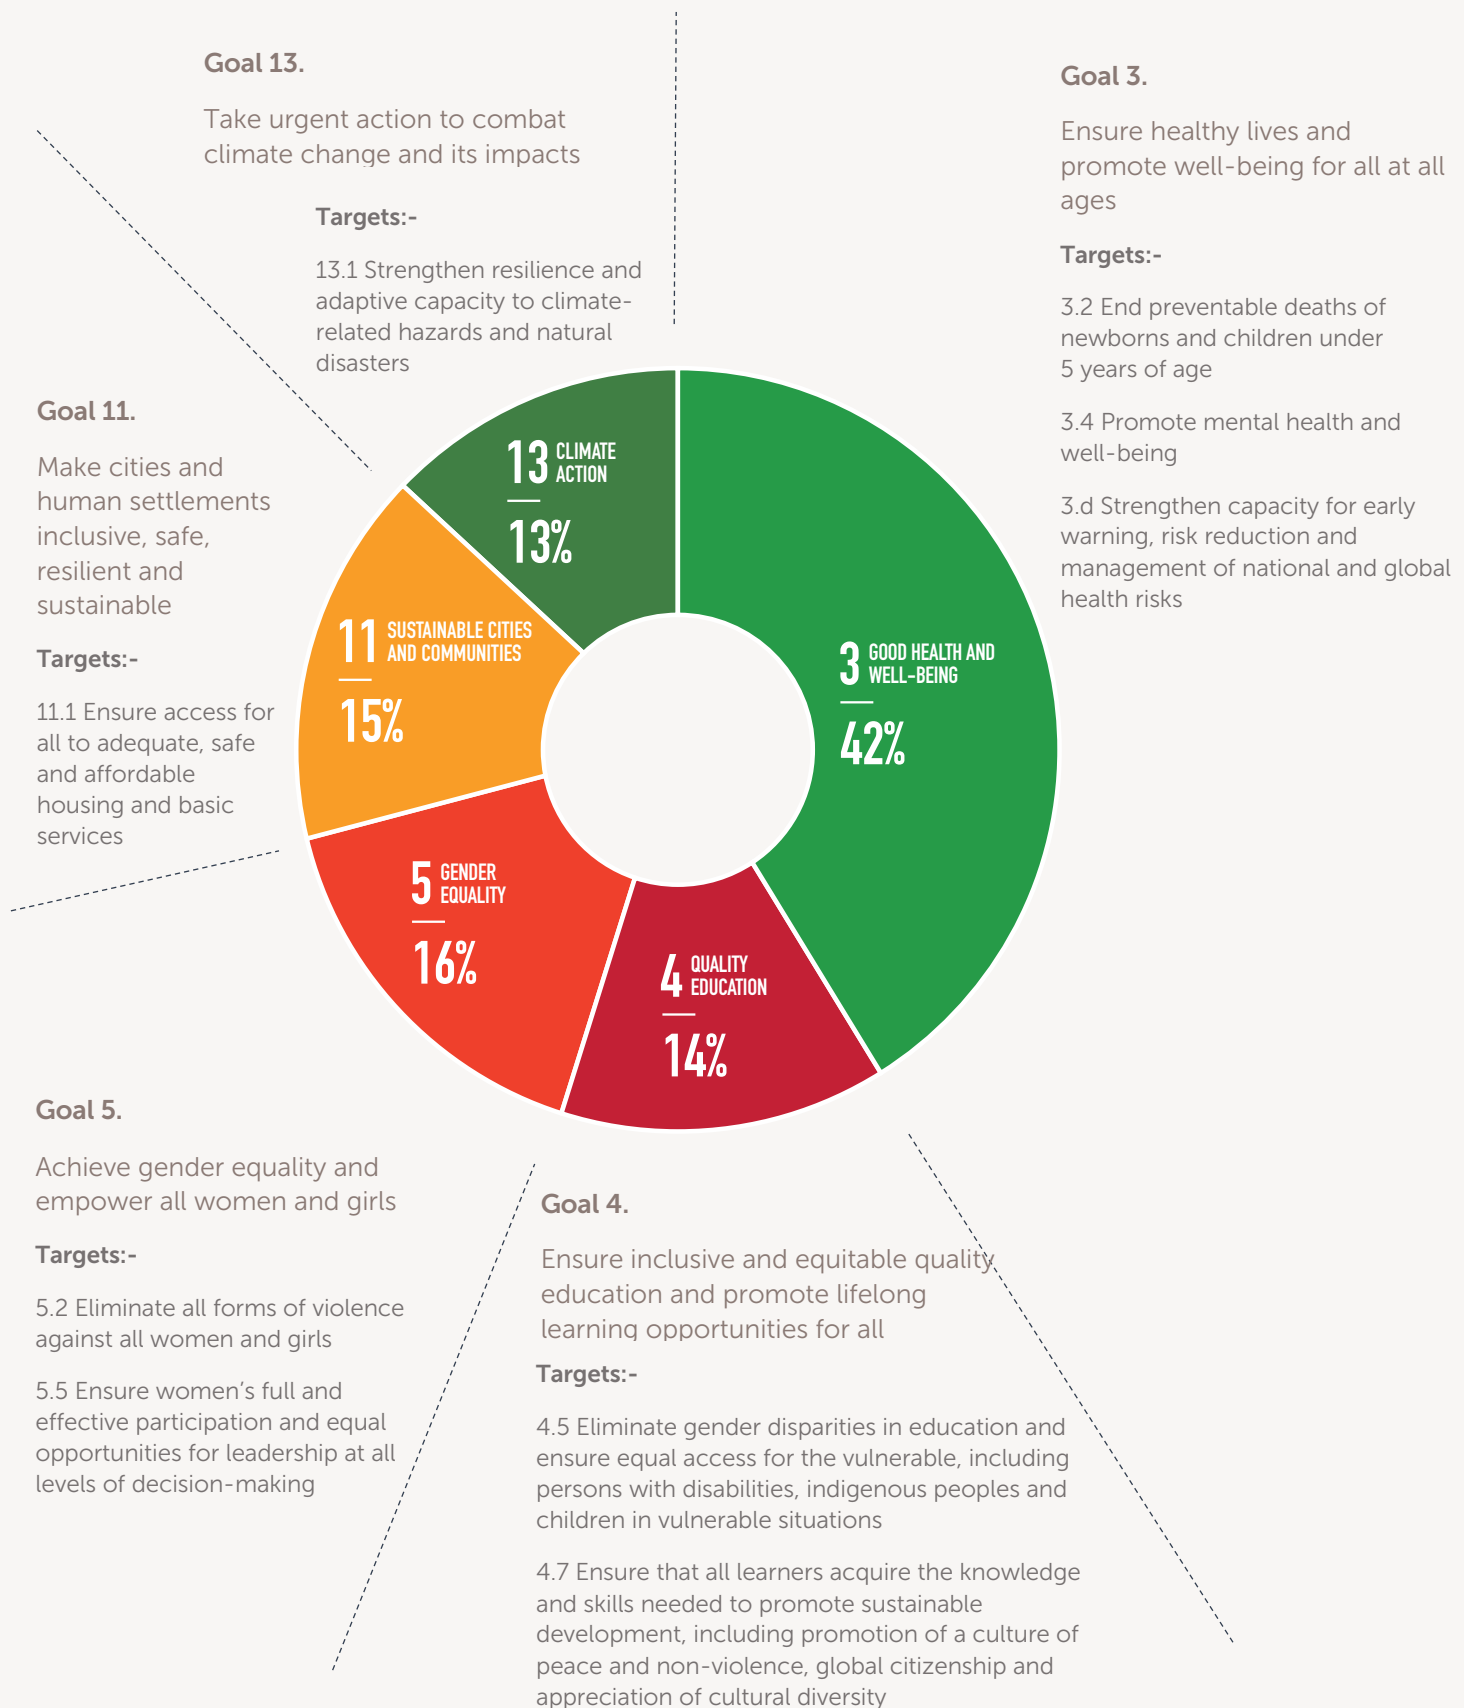 Goal 13.
Take urgent action to combat
climate change and its impacts
Targets:-
13.1 Strengthen resilience and
adaptive capacity to climate-
related hazards and natural
disasters
Goal 3.
Ensure healthy lives and
promote well-being for all at all
ages
Targets:-
3.2 End preventable deaths of
newborns and children under
5 years of age
3.4 Promote mental health and
well-being
3.d Strengthen capacity for early
warning, risk reduction and
management of national and global
health risks
Goal 11.
Make cities and
human settlements
inclusive, safe,
resilient and
sustainable
Targets:-
11.1 Ensure access for
all to adequate, safe
and affordable
housing and basic
services
13 CLIMATE
ACTION
13%
11 SUSTAINABLE CITIES
AND COMMUNITIES
15%
3 GOOD HEALTH AND
WELL-BEING
42%
5 GENDER
EQUALITY
16%
4 QUALITY
EDUCATION
14%
Goal 5.
Achieve gender equality and
empower all women and girls
Targets:-
5.2 Eliminate all forms of violence
against all women and girls
5.5 Ensure women’s full and
effective participation and equal
opportunities for leadership at all
levels of decision-making
Goal 4.
Ensure inclusive and equitable quality
education and promote lifelong
learning opportunities for all
Targets:-
4.5 Eliminate gender disparities in education and
ensure equal access for the vulnerable, including
persons with disabilities, indigenous peoples and
children in vulnerable situations
4.7 Ensure that all learners acquire the knowledge
and skills needed to promote sustainable
development, including promotion of a culture of
peace and non-violence, global citizenship and
appreciation of cultural diversity